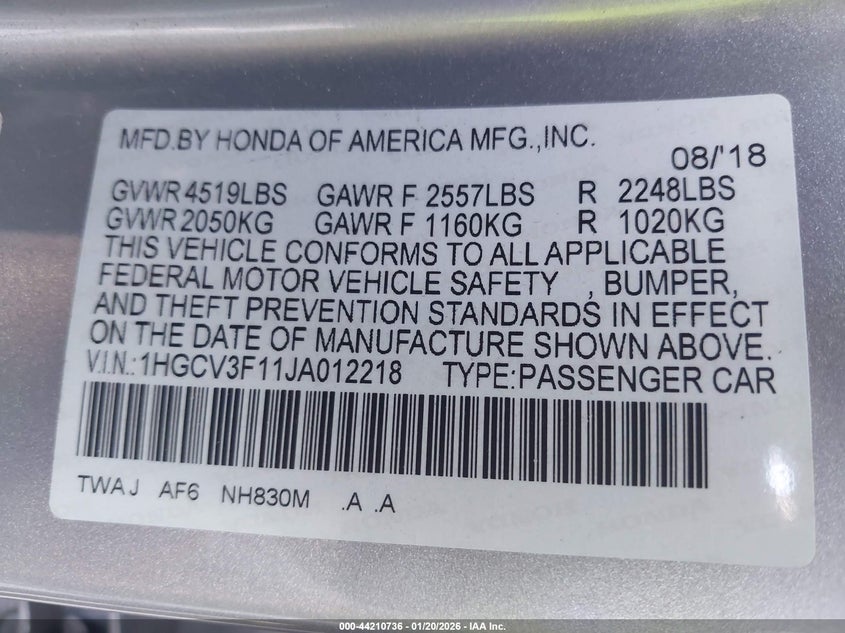 MFD.BY HONDA OF AMERICA MFG.,INC.
08/'18
GVWR 4519LBS GAWR F 2557LBS R 2248LBS
GVWR 2050KG GAWR F 1160KG R 1020KG
THIS VEHICLE CONFORMS TO ALL APPLICABLE
FEDERAL MOTOR VEHICLE SAFETY , BUMPER,
AND THEFT PREVENTION STANDARDS IN EFFECT
ON THE DATE OF MANUFACTURE SHOWN ABOVE.
V.I.N.:1HGCV3F11JA012218 TYPE:PASSENGER CAR
TWAJ AF6 NH830M .A .A
000-44210736 - 01/20/2026 - IAA Inc.